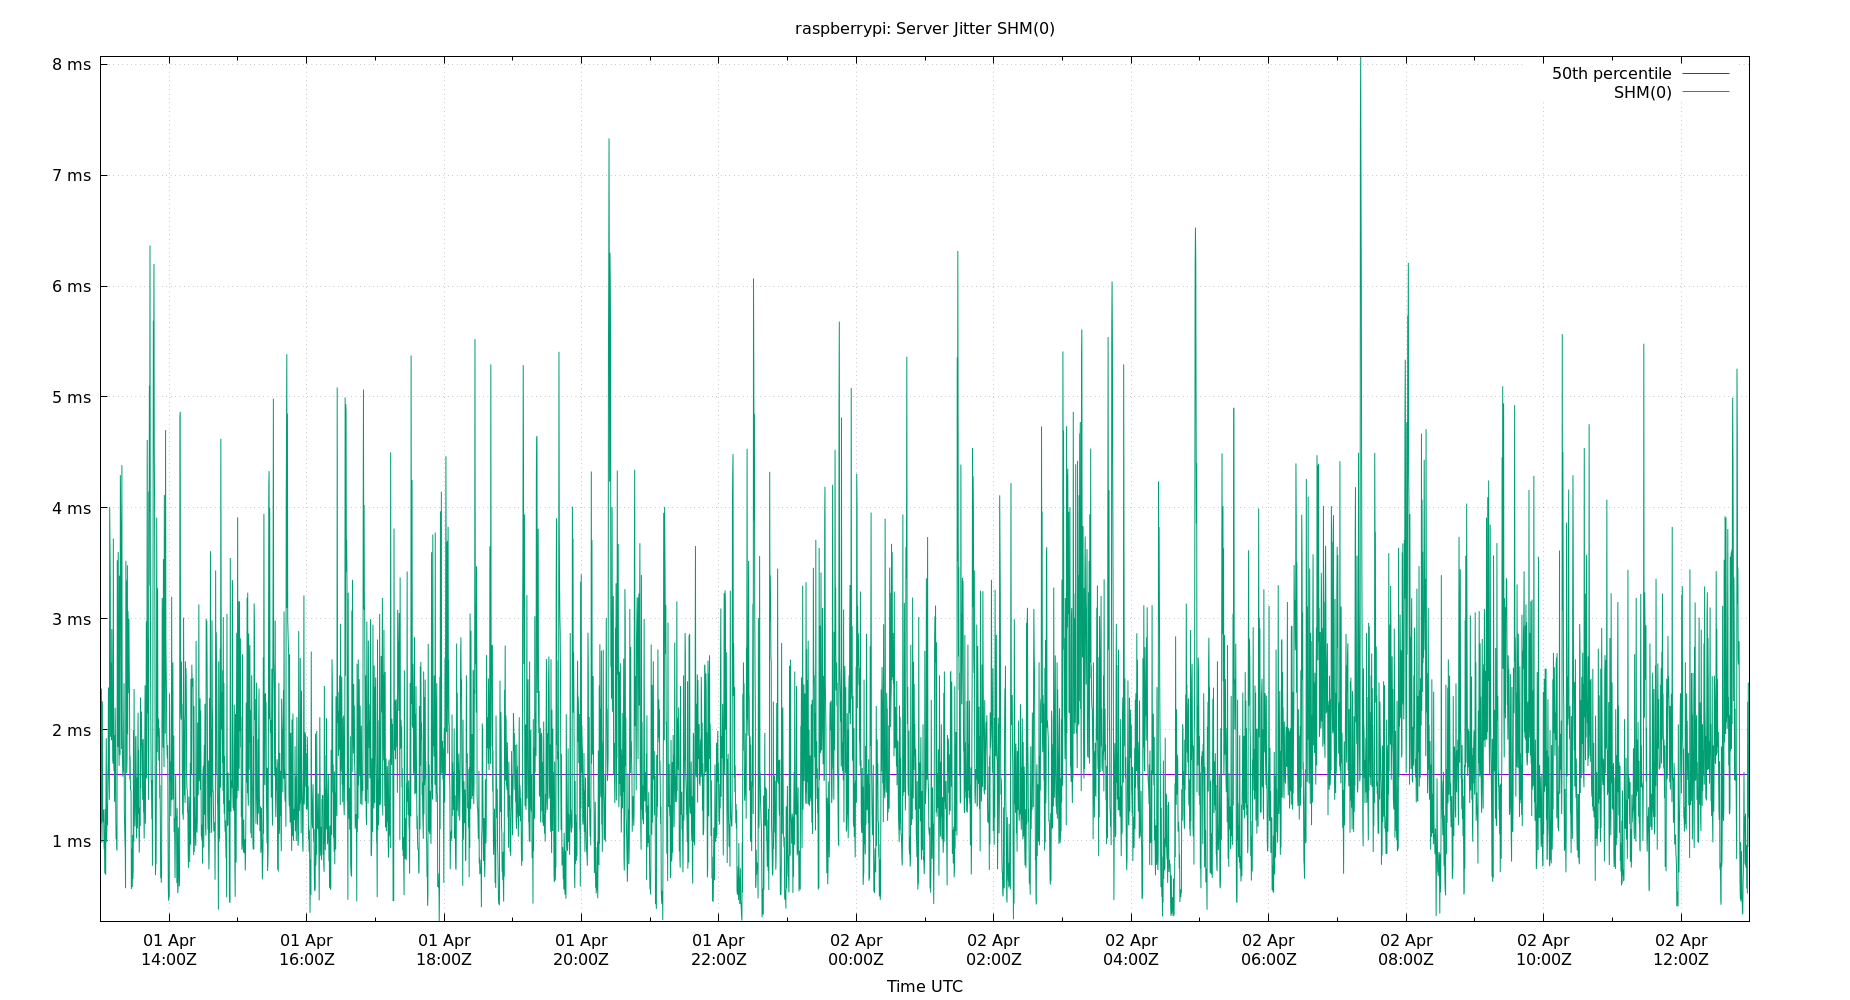 raspberrypi: Server Jitter SHM(0)
50th percentile
SHM(0)
8 ms
7 ms
6 ms
5 ms
4 ms
3 ms
2 ms
1 ms
01 Apr 01 Apr 01 Apr 01 Apr 01 Apr 02 Apr 02 Apr 02 Apr 02 Apr 02 Apr 02 Apr 02 Apr
14:00Z 16:00Z 18:00Z 20:00Z 22:00Z 00:00Z 02:00Z 04:00Z 06:00Z 08:00Z 10:00Z 12:00Z
Time UTC